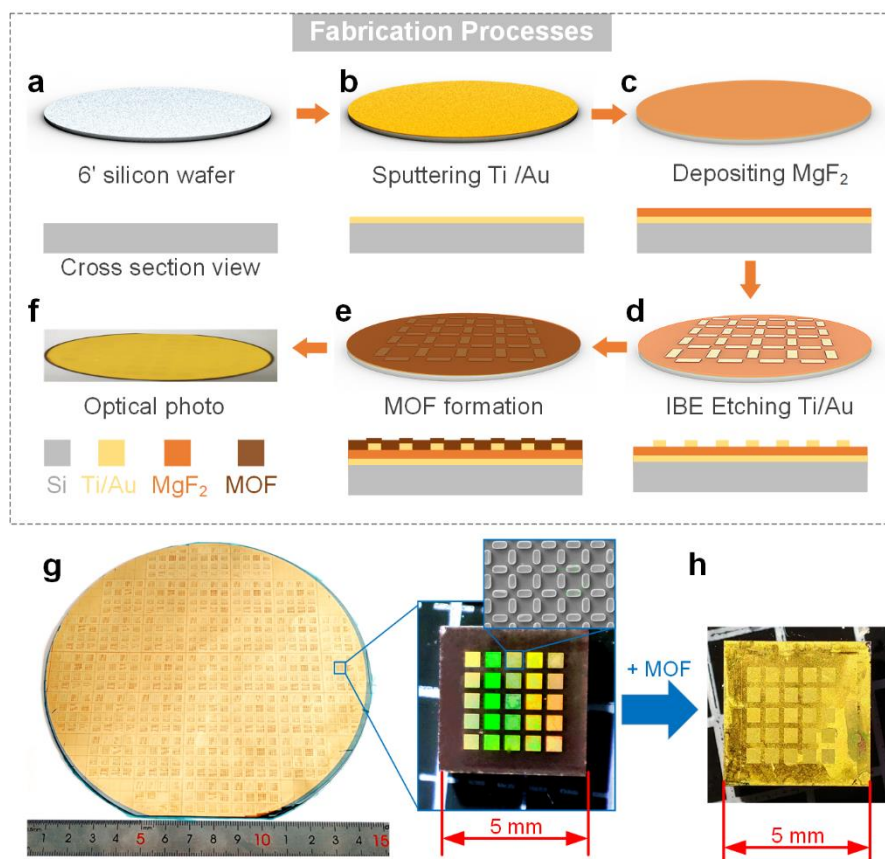 Fabrication Processes
a
b
c
6' silicon wafer
Sputtering Ti /Au
Depositing MgF₂
Cross section view
f
e
d
Optical photo
MOF formation
IBE Etching Ti/Au
Si Ti/Au MgF₂ MOF
g
h
+ MOF
1 2 3 4 5 6 7 8 9 10 1 2 3 4 15
5 mm
5 mm